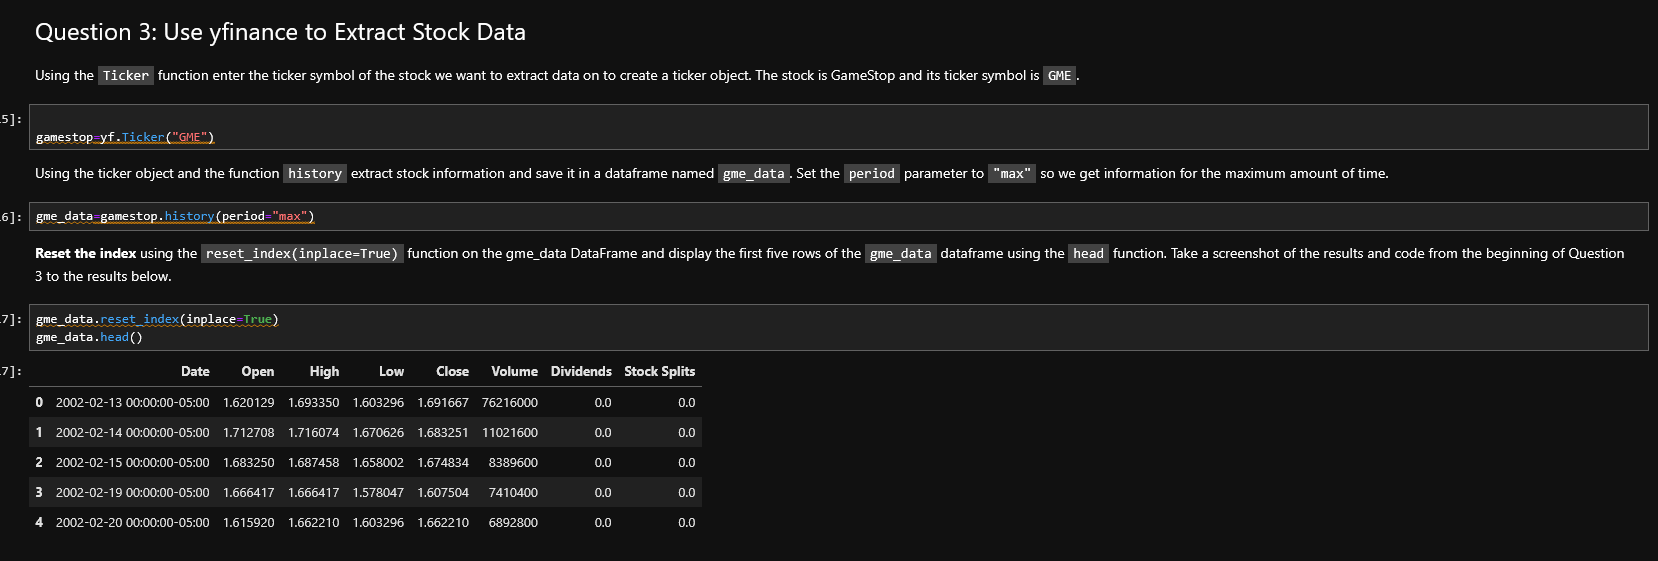 Question 3: Use yfinance to Extract Stock Data
Using the Ticker function enter the ticker symbol of the stock we want to extract data on to create a ticker object. The stock is GameStop and its ticker symbol is GME.
5]:
gamestop=yf.Ticker("GME")
Using the ticker object and the function history extract stock information and save it in a dataframe named gme_data. Set the period parameter to "max" so we get information for the maximum amount of time.
6]: gme_data=gamestop.history(period="max")
Reset the index using the reset_index(inplace=True) function on the gme_data DataFrame and display the first five rows of the gme_data dataframe using the head function. Take a screenshot of the results and code from the beginning of Question
3 to the results below.
7]: gme_data.reset_index(inplace=True)
gme_data.head()
7]: Date Open High Low Close Volume Dividends Stock Splits
0 2002-02-13 00:00:00-05:00 1.620129 1.693350 1.603296 1.691667 76216000 0.0 0.0
1 2002-02-14 00:00:00-05:00 1.712708 1.716074 1.670626 1.683251 11021600 0.0 0.0
2 2002-02-15 00:00:00-05:00 1.683250 1.687458 1.658002 1.674834 8389600 0.0 0.0
3 2002-02-19 00:00:00-05:00 1.666417 1.666417 1.578047 1.607504 7410400 0.0 0.0
4 2002-02-20 00:00:00-05:00 1.615920 1.662210 1.603296 1.662210 6892800 0.0 0.0